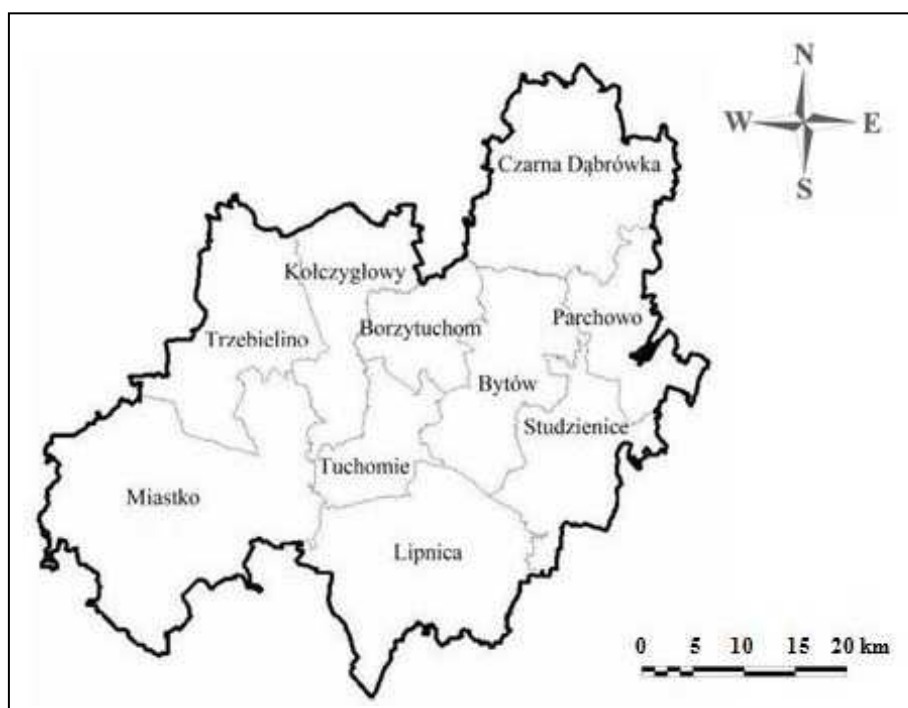 N
W E
S
Czarna Dąbrówka
Kołczygłowy
Borzytuchom
Parchowo
Trzebielino
Bytów
Studzienice
Tuchomie
Miastko
Lipnica
0 5 10 15 20 km